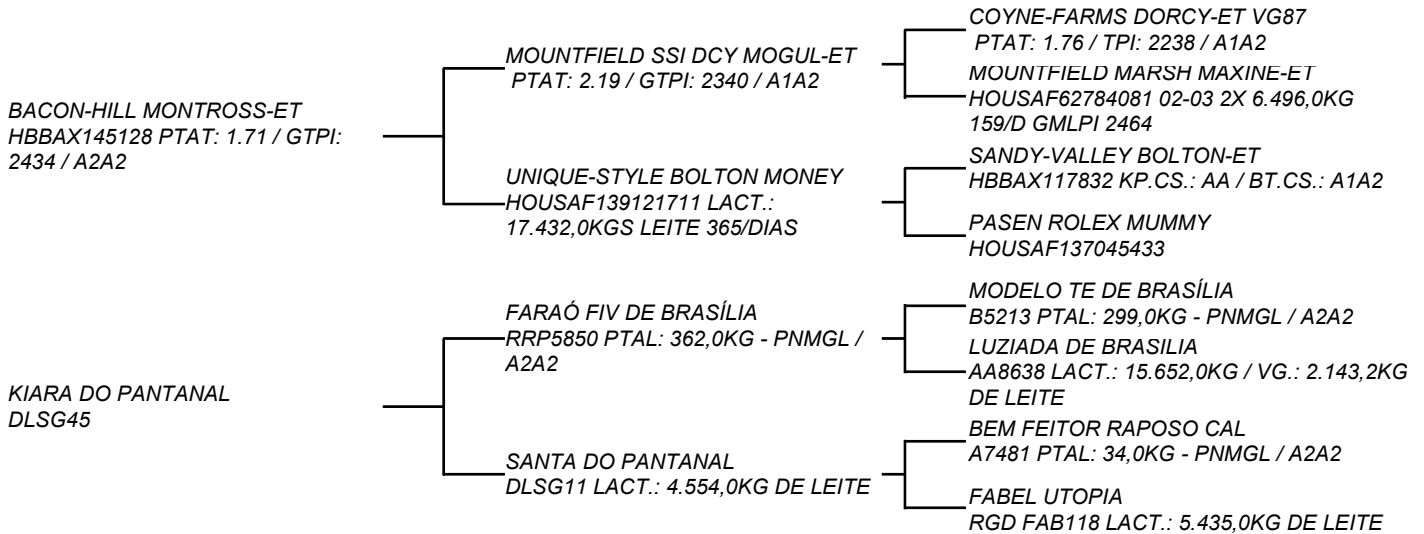 BACON-HILL MONTROSS-ET
HBBAX145128 PTAT: 1.71 / GTPI:
2434 / A2A2
MOUNTFIELD SSI DCY MOGUL-ET
PTAT: 2.19 / GTPI: 2340 / A1A2
COYNE-FARMS DORCY-ET VG87
PTAT: 1.76 / TPI: 2238 / A1A2
MOUNTFIELD MARSH MAXINE-ET
HOUSAF62784081 02-03 2X 6.496,0KG
159/D GMLPI 2464
UNIQUE-STYLE BOLTON MONEY
HOUSAF139121711 LACT.:
17.432,0KGS LEITE 365/DIAS
SANDY-VALLEY BOLTON-ET
HBBAX117832 KP.CS.: AA / BT.CS.: A1A2
PASEN ROLEX MUMMY
HOUSAF137045433
KIARA DO PANTANAL
DLSG45
FARAÓ FIV DE BRASÍLIA
RRP5850 PTAL: 362,0KG - PNMGL /
A2A2
MODELO TE DE BRASÍLIA
B5213 PTAL: 299,0KG - PNMGL / A2A2
LUZIADA DE BRASILIA
AA8638 LACT.: 15.652,0KG / VG.: 2.143,2KG
DE LEITE
SANTA DO PANTANAL
DLSG11 LACT.: 4.554,0KG DE LEITE
BEM FEITOR RAPOSO CAL
A7481 PTAL: 34,0KG - PNMGL / A2A2
FABEL UTOPIA
RGD FAB118 LACT.: 5.435,0KG DE LEITE